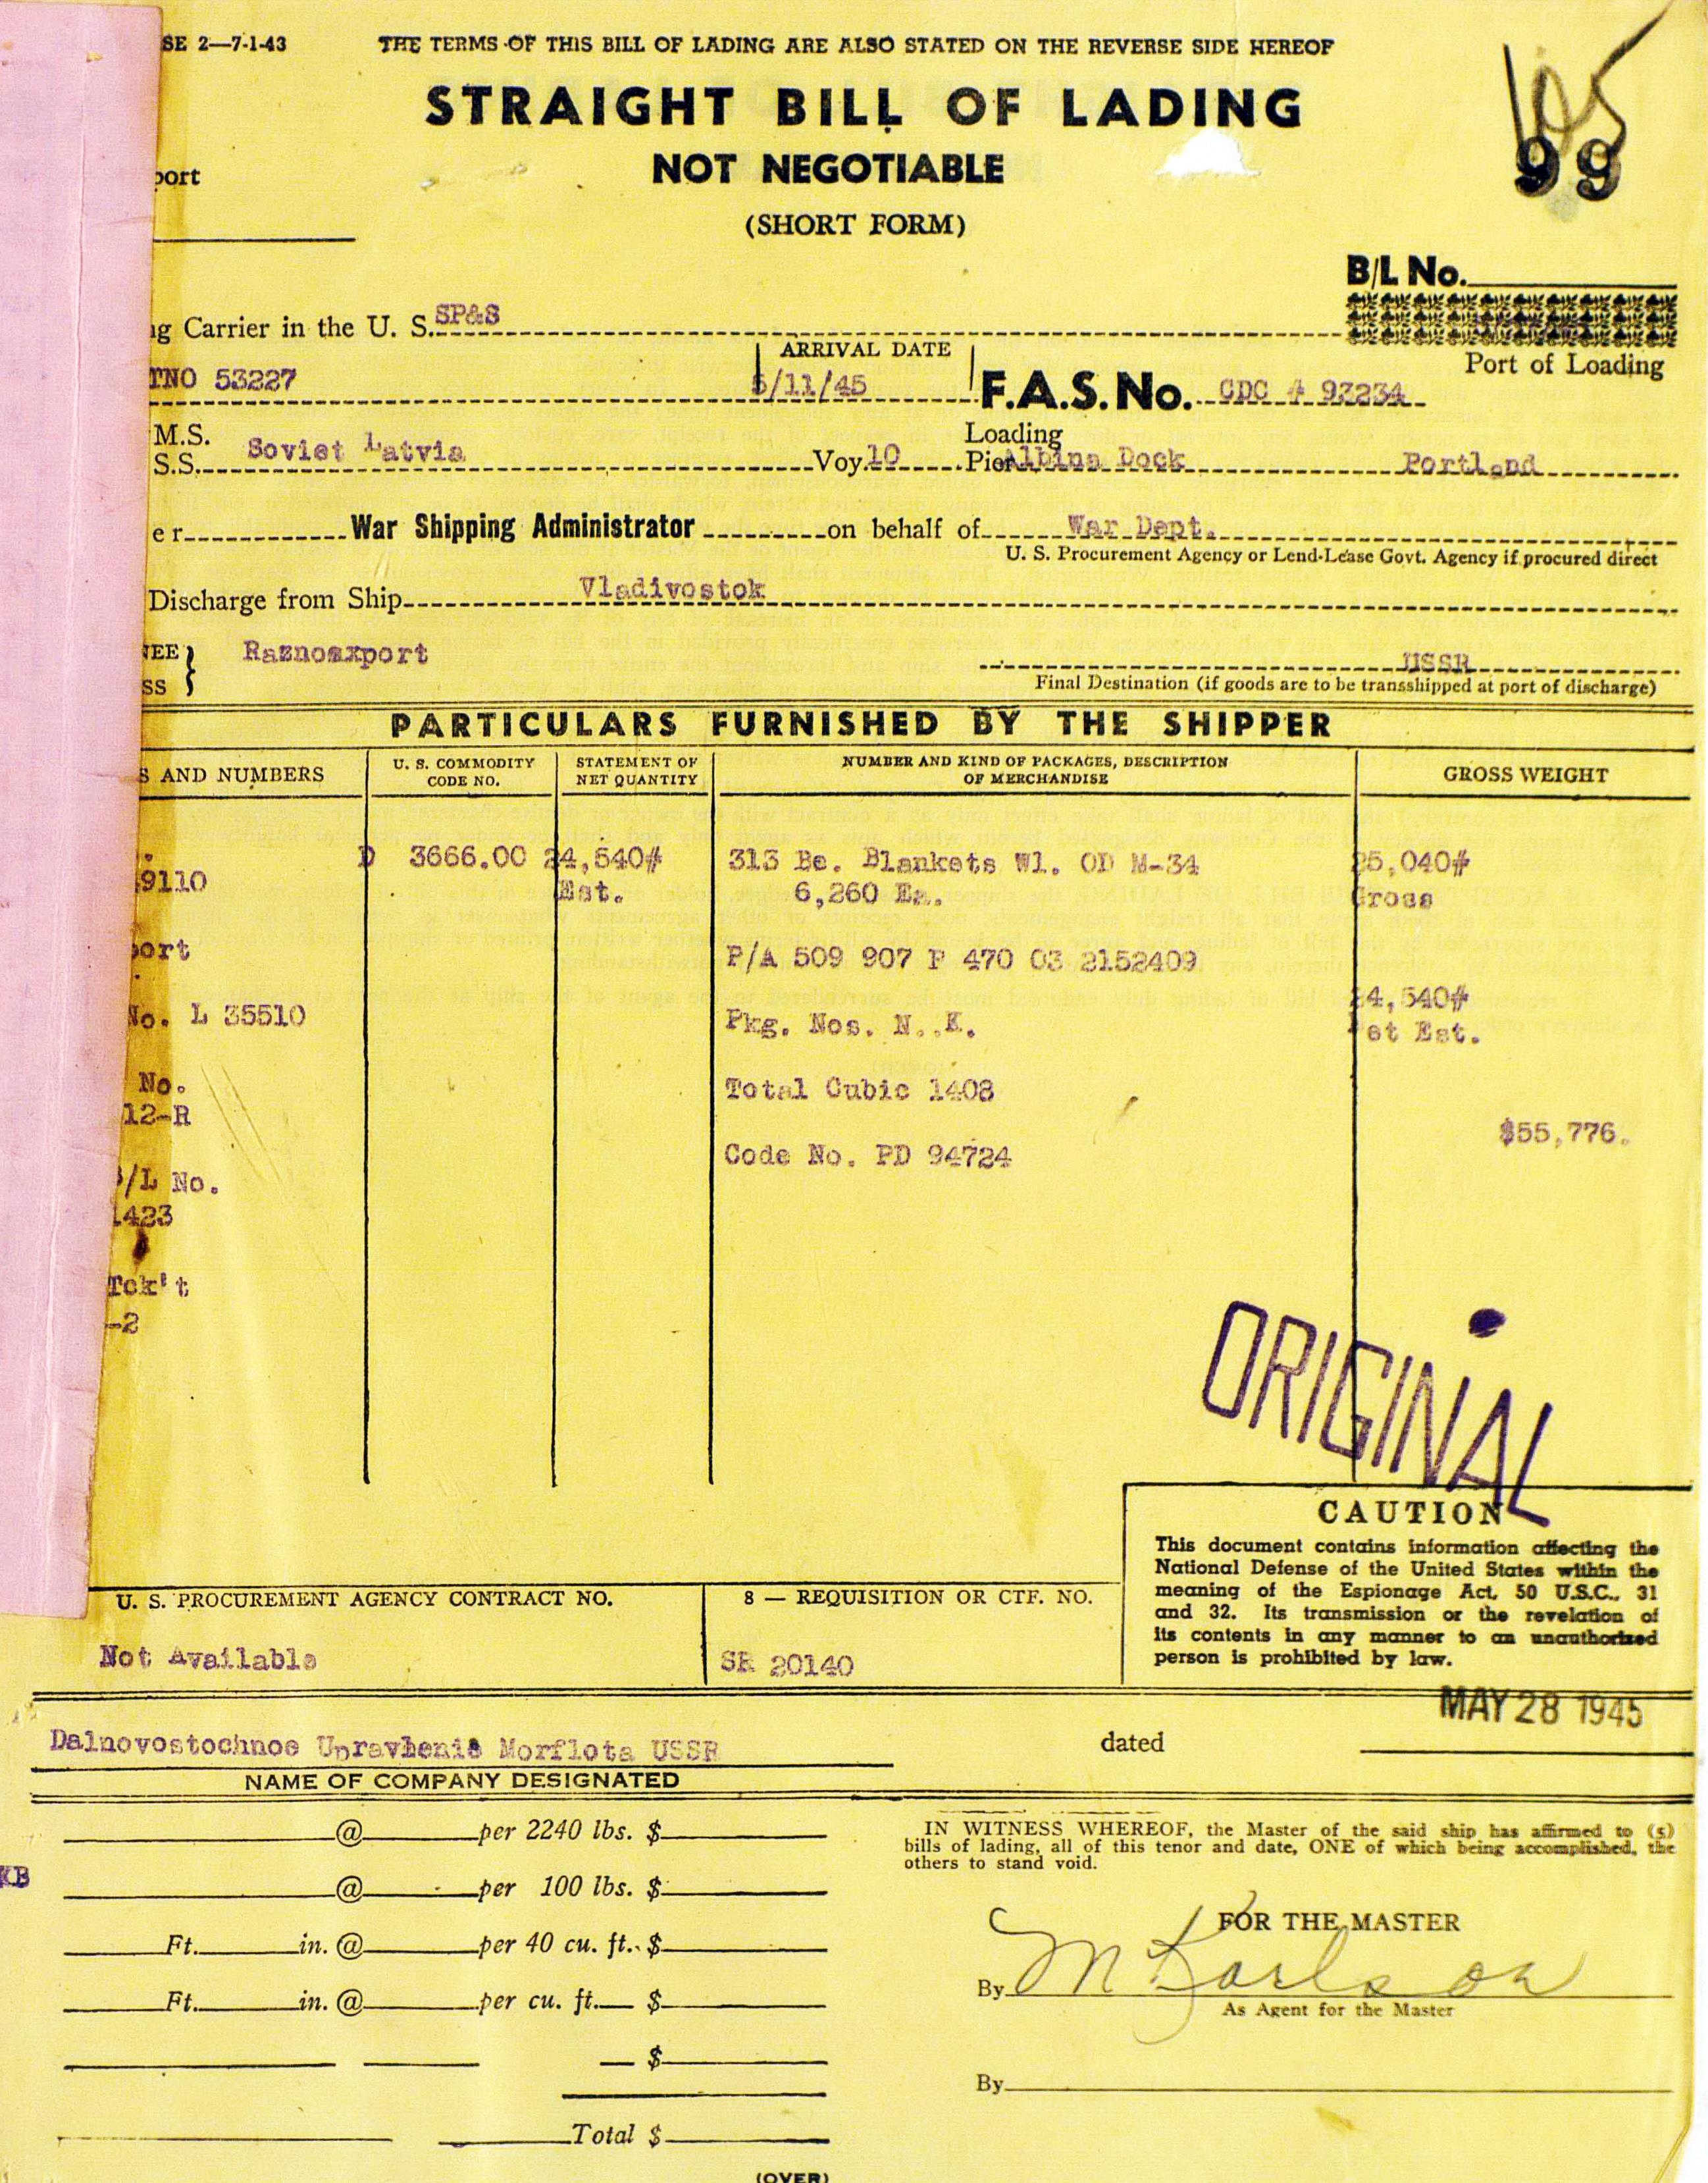 SE 2—7-1-43 THE TERMS OF THIS BILL OF LADING ARE ALSO STATED ON THE REVERSE SIDE HEREOF
STRAIGHT BILL OF LADING
NOT NEGOTIABLE
(SHORT FORM)
105
99
port
B/L No.
ng Carrier in the U. S. SP&S
Port of Loading
ARRIVAL DATE
TNO 53227 5/11/45 F.A.S. No. CDC # 93234
M.S.
S.S. Soviet Latvia Voy. 10 Loading Pier Albina Dock Portland
er War Shipping Administrator on behalf of War Dept.
U. S. Procurement Agency or Lend-Lease Govt. Agency if procured direct
Discharge from Ship Vladivostok
NEE
SS } Raznoexport USSR
Final Destination (if goods are to be transshipped at port of discharge)
PARTICULARS FURNISHED BY THE SHIPPER
S AND NUMBERS U. S. COMMODITY CODE NO. STATEMENT OF NET QUANTITY NUMBER AND KIND OF PACKAGES, DESCRIPTION OF MERCHANDISE GROSS WEIGHT
D 3666.00 24,540# 313 Be. Blankets Wl. OD M-34 25,040#
9110 Est. 6,260 Ea. Gross
port P/A 509 907 P 470 03 2152409
4,540#
No. L 35510 Pkg. Nos. N..K. et Est.
No. Total Cubic 1408
12-R
$55,776.
B/L No. Code No. PD 94724
1423
Tck't
-2
ORIGINAL
CAUTION
This document contains information affecting the
National Defense of the United States within the
meaning of the Espionage Act, 50 U.S.C., 31
and 32. Its transmission or the revelation of
its contents in any manner to an unauthorized
person is prohibited by law.
U. S. PROCUREMENT AGENCY CONTRACT NO. 8 — REQUISITION OR CTF. NO.
Not Available SR 20140
MAY 28 1945
Dalnovostochnoe Upravlenie Morflota USSR dated
NAME OF COMPANY DESIGNATED
@ per 2240 lbs. $
@ per 100 lbs. $
KB
Ft. in. @ per 40 cu. ft. $
Ft. in. @ per cu. ft. $
$
Total $
IN WITNESS WHEREOF, the Master of the said ship has affirmed to (5)
bills of lading, all of this tenor and date, ONE of which being accomplished, the
others to stand void.
FOR THE MASTER
By M Karlson
As Agent for the Master
By
(OVER)